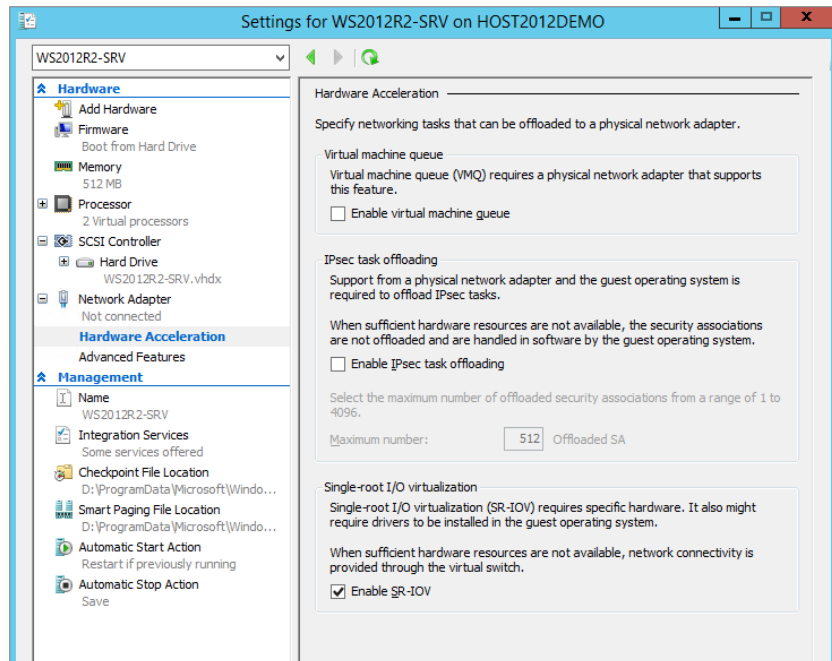 Settings for WS2012R2-SRV on HOST2012DEMO
WS2012R2-SRV
Hardware
Add Hardware
Firmware
Boot from Hard Drive
Memory
512 MB
Processor
2 Virtual processors
SCSI Controller
Hard Drive
WS2012R2-SRV.vhdx
Network Adapter
Not connected
Hardware Acceleration
Advanced Features
Management
Name
WS2012R2-SRV
Integration Services
Some services offered
Checkpoint File Location
D:\ProgramData\Microsoft\Windo...
Smart Paging File Location
D:\ProgramData\Microsoft\Windo...
Automatic Start Action
Restart if previously running
Automatic Stop Action
Save
Hardware Acceleration
Specify networking tasks that can be offloaded to a physical network adapter.
Virtual machine queue
Virtual machine queue (VMQ) requires a physical network adapter that supports
this feature.
Enable virtual machine queue
IPsec task offloading
Support from a physical network adapter and the guest operating system is
required to offload IPsec tasks.
When sufficient hardware resources are not available, the security associations
are not offloaded and are handled in software by the guest operating system.
Enable IPsec task offloading
Select the maximum number of offloaded security associations from a range of 1 to
4096.
Maximum number: 512 Offloaded SA
Single-root I/O virtualization
Single-root I/O virtualization (SR-IOV) requires specific hardware. It also might
require drivers to be installed in the guest operating system.
When sufficient hardware resources are not available, network connectivity is
provided through the virtual switch.
Enable SR-IOV